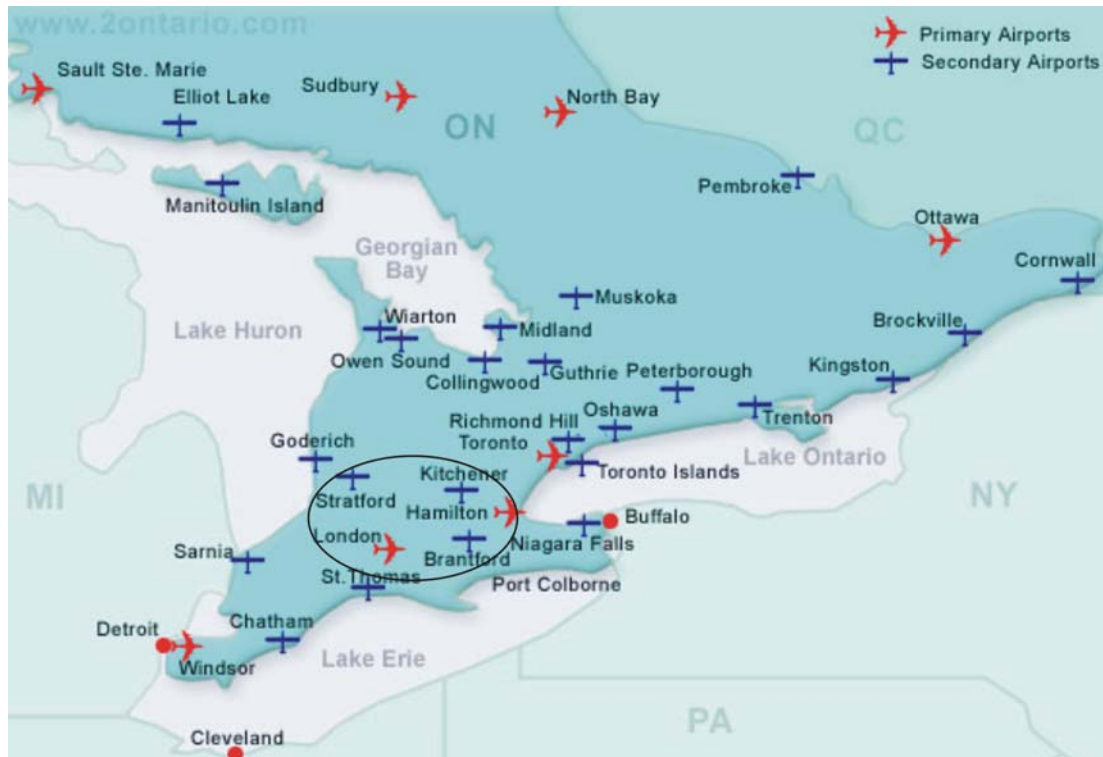 www.2ontario.com
Primary Airports
Secondary Airports
Sault Ste. Marie
Sudbury
North Bay
Elliot Lake
ON
QC
Manitoulin Island
Pembroke
Ottawa
Georgian
Bay
Cornwall
Muskoka
Lake Huron
Wiarton
Midland
Brockville
Owen Sound
Collingwood
Guthrie
Peterborough
Kingston
Richmond Hill
Oshawa
Trenton
Goderich
Toronto
Lake Ontario
Toronto Islands
Kitchener
MI
NY
Stratford
Hamilton
Buffalo
London
Niagara Falls
Sarnia
Brantford
St.Thomas
Port Colborne
Detroit
Chatham
Windsor
Lake Erie
PA
Cleveland